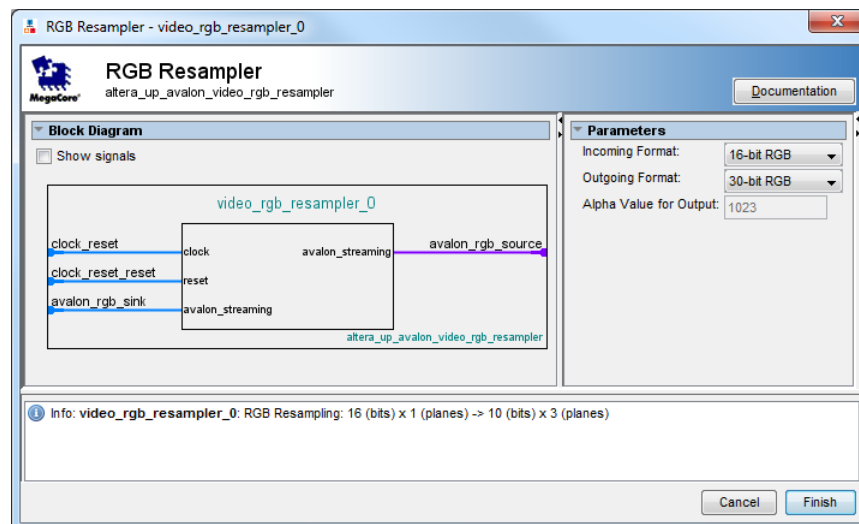 RGB Resampler - video_rgb_resampler_0
x
MegaCore®
RGB Resampler
altera_up_avalon_video_rgb_resampler
Documentation
Block Diagram
Show signals
video_rgb_resampler_0
clock_reset
clock
avalon_streaming
avalon_rgb_source
clock_reset_reset
reset
avalon_rgb_sink
avalon_streaming
altera_up_avalon_video_rgb_resampler
Parameters
Incoming Format: 16-bit RGB
Outgoing Format: 30-bit RGB
Alpha Value for Output: 1023
Info: video_rgb_resampler_0: RGB Resampling: 16 (bits) x 1 (planes) -> 10 (bits) x 3 (planes)
Cancel
Finish